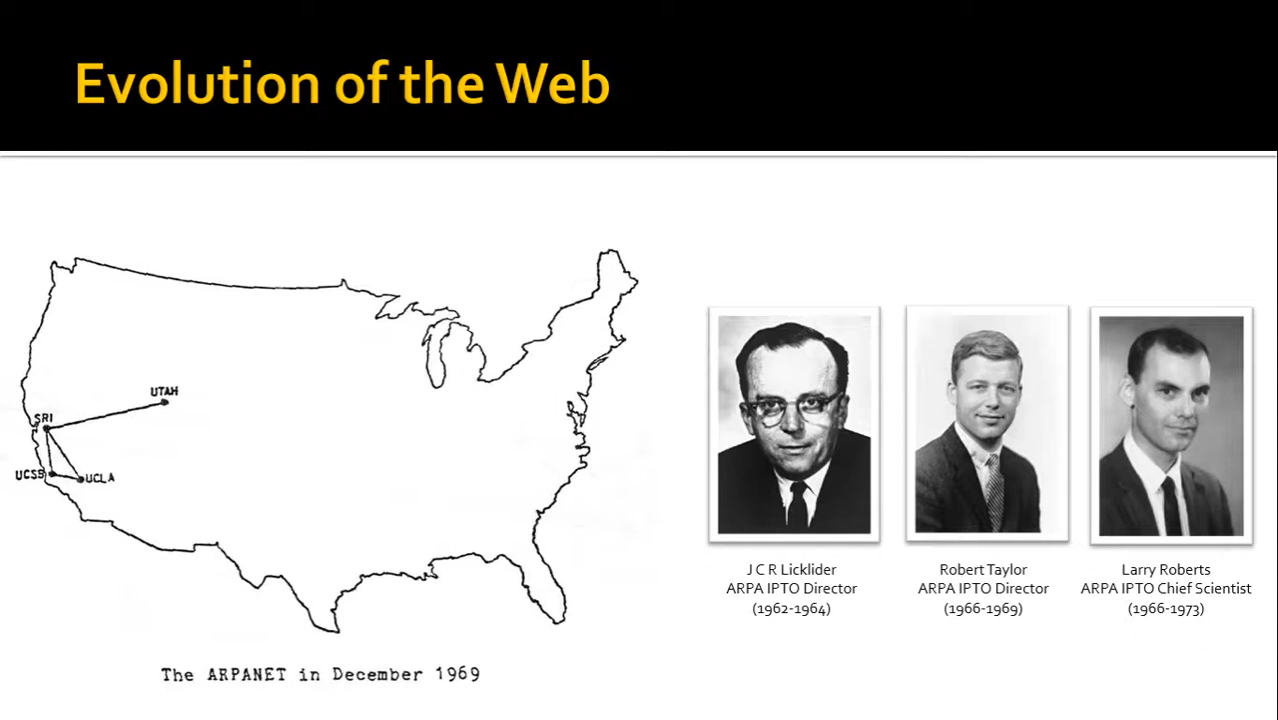 Evolution of the Web
UTAH
SRI
UCSB
UCLA
The ARPANET in December 1969
J C R Licklider
ARPA IPTO Director
(1962-1964)
Robert Taylor
ARPA IPTO Director
(1966-1969)
Larry Roberts
ARPA IPTO Chief Scientist
(1966-1973)